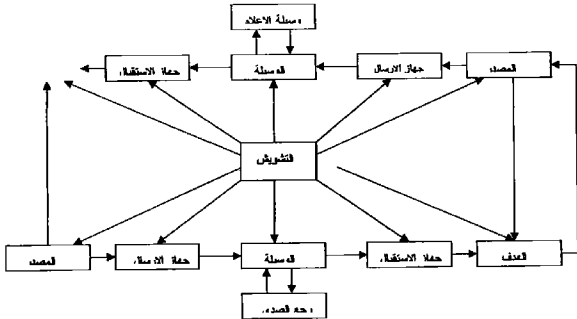 وسيلة الاعلام
المصدر
جهاز الارسال
الوسيلة
جهاز الاستقبال
التشويش
المصدر
جهاز الارسال
الوسيلة
جهاز الاستقبال
الهدف
رجع الصدى